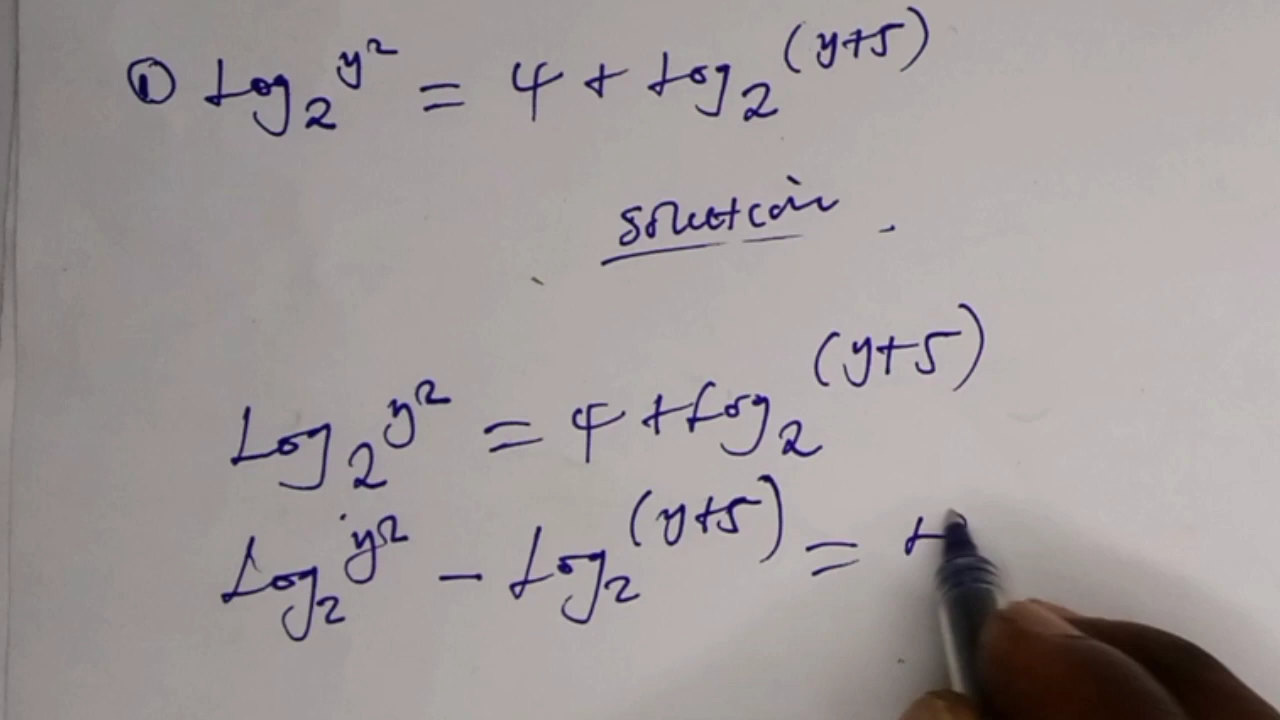 ① Log₂ y² = 4 + Log₂ (y+5)
Solution
Log₂ y² = 4 + Log₂ (y+5)
Log₂ y² - Log₂ (y+5) =